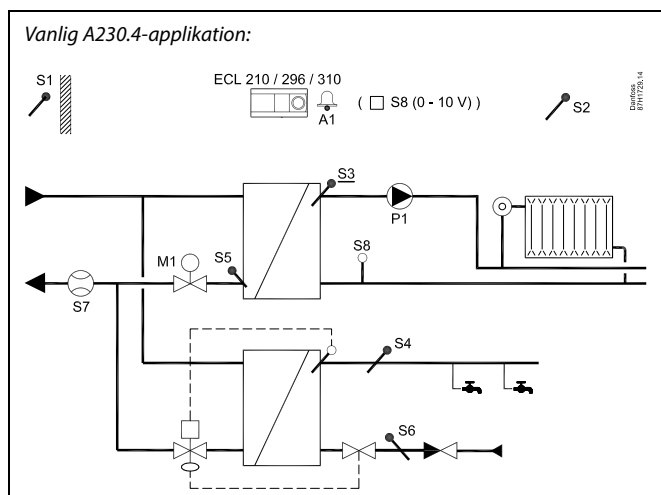 Vanlig A230.4-applikation:
S1
ECL 210 / 296 / 310
A1
( S8 (0 - 10 V) )
S2
Danfoss
87H1729.14
S3
P1
M1
S5
S8
S7
S4
S6